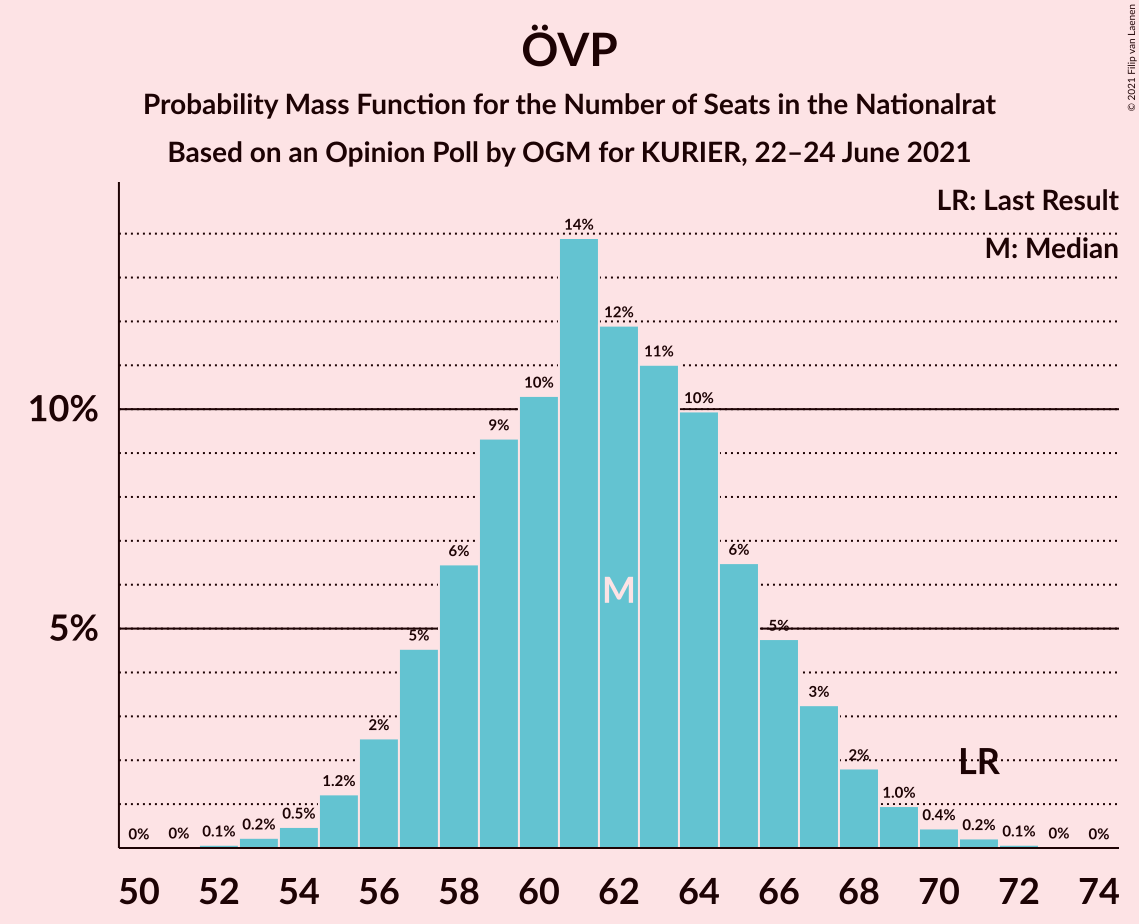 ÖVP
Probability Mass Function for the Number of Seats in the Nationalrat
Based on an Opinion Poll by OGM for KURIER, 22–24 June 2021
© 2021 Filip van Laenen
LR: Last Result
M: Median
10%
5%
0% 0% 0.1% 0.2% 0.5% 1.2% 2% 5% 6% 9% 10% 14% 12% 11% 10% 6% 5% 3% 2% 1.0% 0.4% 0.2% 0.1% 0% 0%
M
LR
50 52 54 56 58 60 62 64 66 68 70 72 74